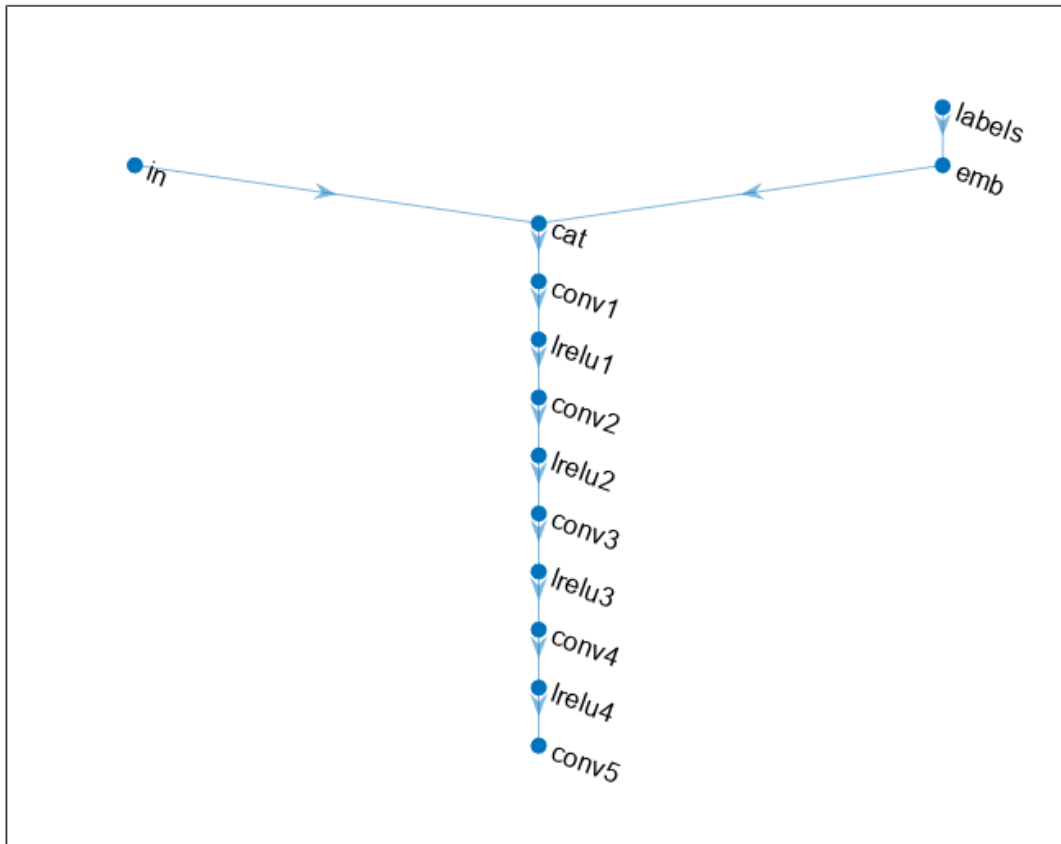 labels
in
emb
cat
conv1
lrelu1
conv2
lrelu2
conv3
lrelu3
conv4
lrelu4
conv5